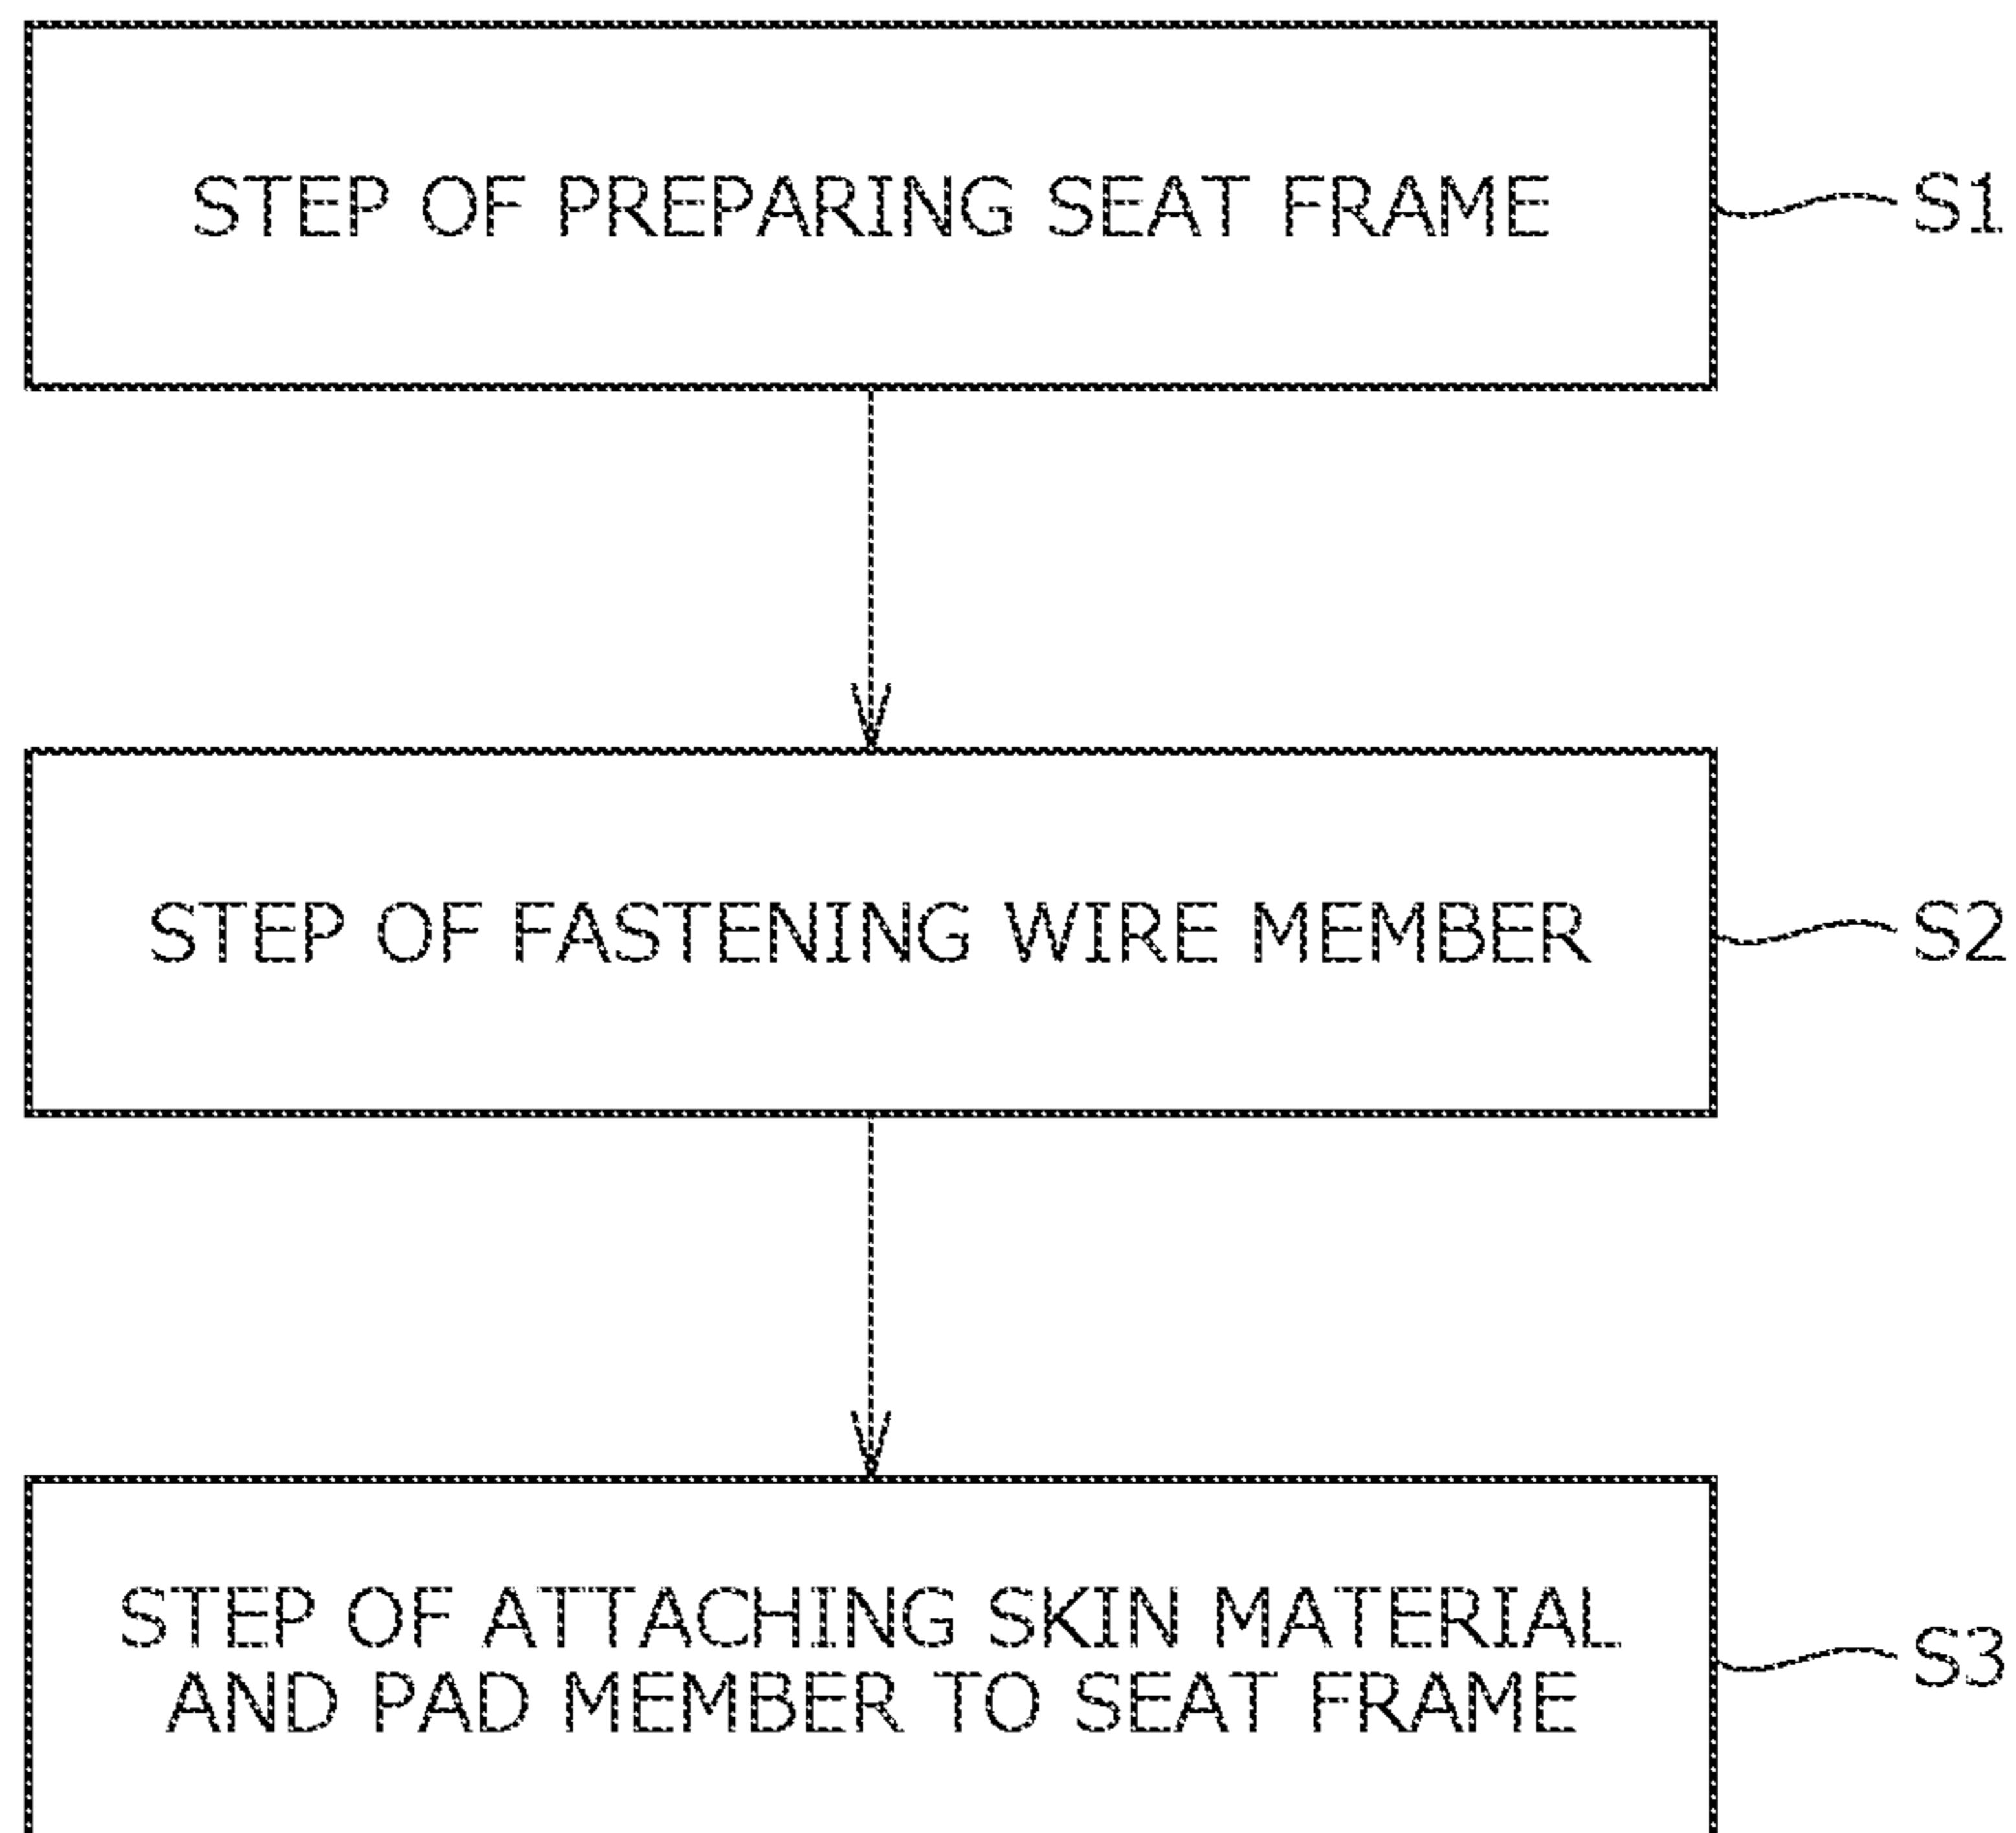 STEP OF PREPARING SEAT FRAME
S1
STEP OF FASTENING WIRE MEMBER
S2
STEP OF ATTACHING SKIN MATERIAL
AND PAD MEMBER TO SEAT FRAME
S3